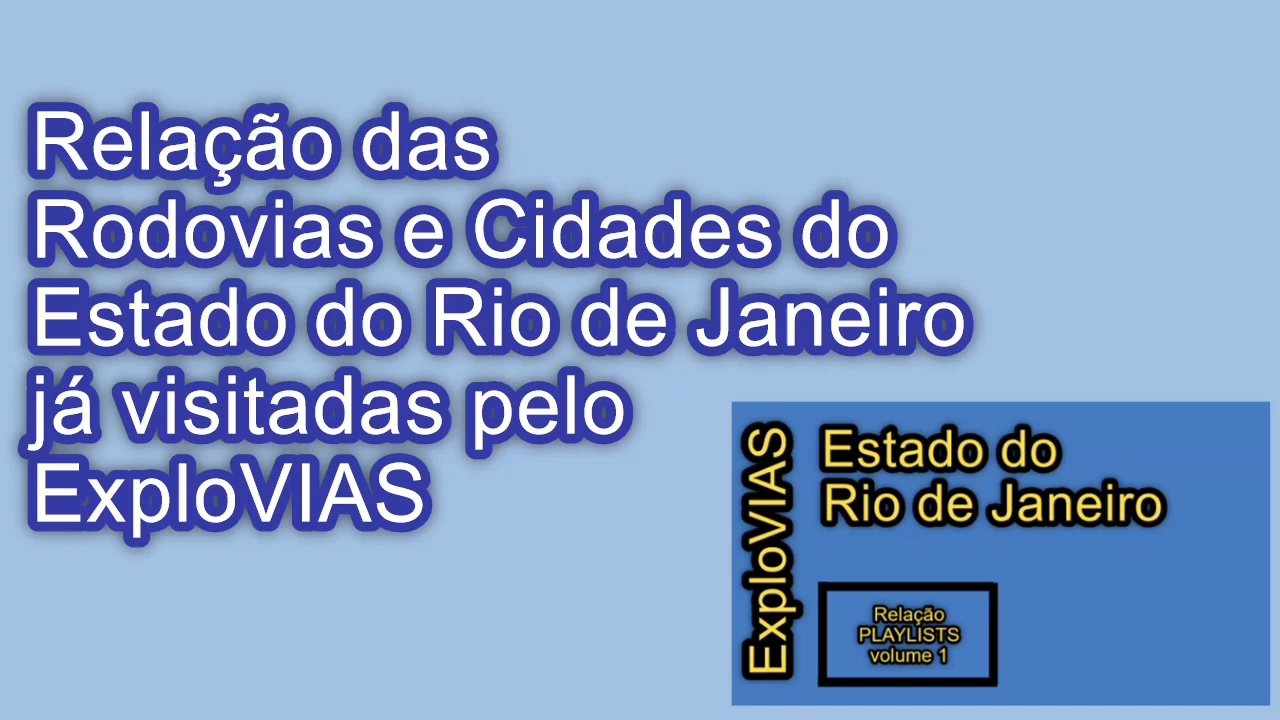 Relação das
Rodovias e Cidades do
Estado do Rio de Janeiro
já visitadas pelo
ExploVIAS
ExploVIAS
Estado do
Rio de Janeiro
Relação
PLAYLISTS
volume 1